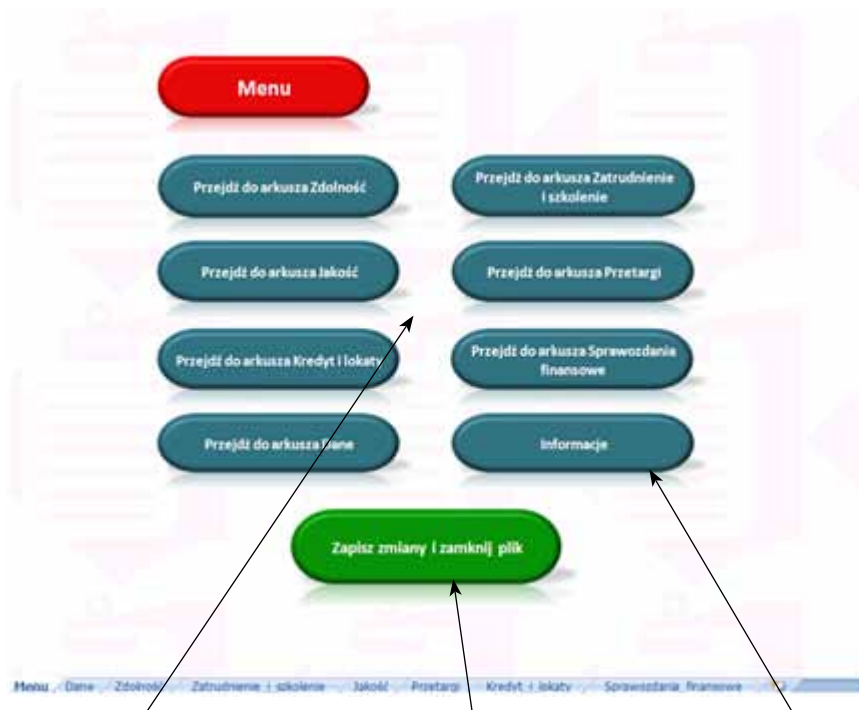 Menu
Przejdź do arkusza Zdolność
Przejdź do arkusza Zatrudnienie
i szkolenie
Przejdź do arkusza Jakość
Przejdź do arkusza Przetargi
Przejdź do arkusza Kredyt i lokaty
Przejdź do arkusza Sprawozdania
finansowe
Przejdź do arkusza Dane
Informacje
Zapisz zmiany i zamknij plik
Menu Dane Zdolność Zatrudnienie i szkolenie Jakość Przetargi Kredyt i lokaty Sprawozdania finansowe